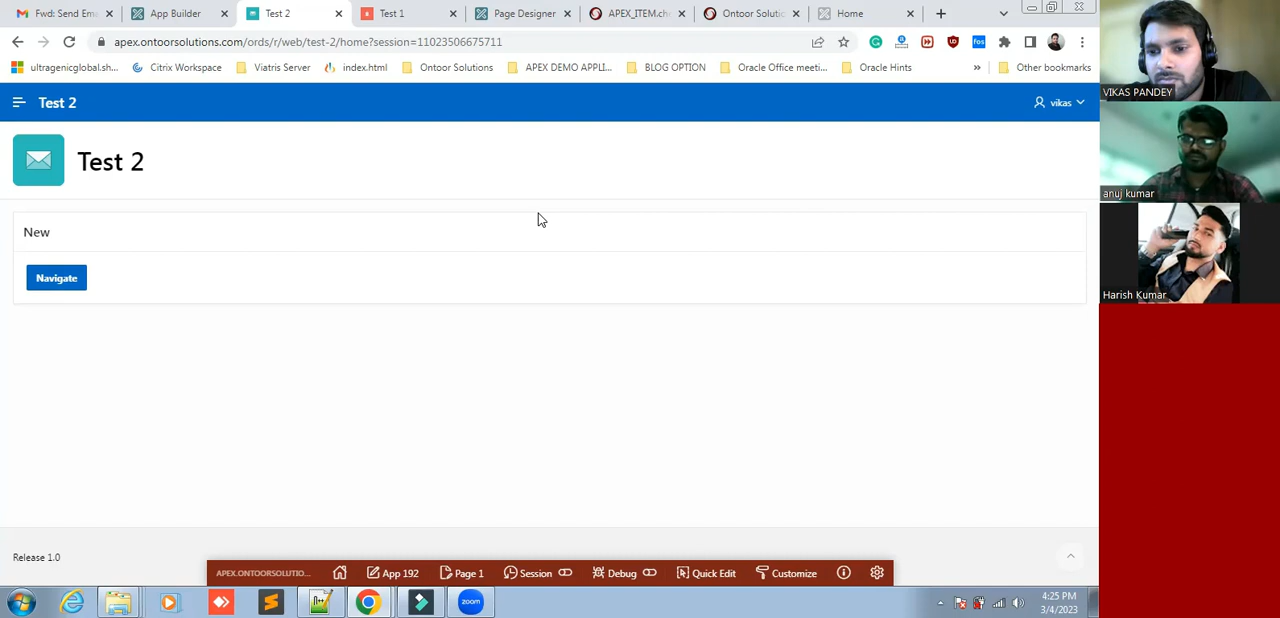 Fwd: Send Ema
App Builder
Test 2
Test 1
Page Designer
APEX_ITEM.che
Ontoor Solutio
Home
apex.ontoorsolutions.com/ords/r/web/test-2/home?session=11023506675711
ultragenicglobal.sh...
Citrix Workspace
Viatris Server
index.html
Ontoo
APEX DEMO APPLI...
BLOG OPTION
Oracle Office meeti...
Oracle Hints
»
Other bookmarks
VIKAS PANDEY
Test 2
vikas
Test 2
anuj kumar
New
Navigate
Harish Kumar
Release 1.0
APEX.ONTOORSOLUTIO...
App 192
Page 1
Session
Debug
Quick Edit
Customize
zoom
4:25 PM
3/4/2023